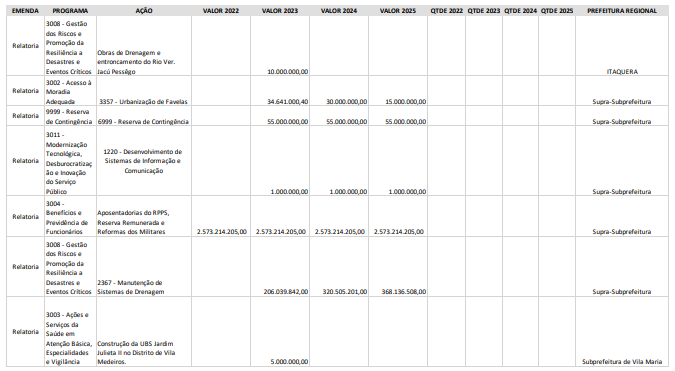 EMENDA PROGRAMA AÇÃO VALOR 2022 VALOR 2023 VALOR 2024 VALOR 2025 QTDE 2022 QTDE 2023 QTDE 2024 QTDE 2025 PREFEITURA REGIONAL
3008 - Gestão
dos Riscos e
Promoção da
Resiliência a
Desastres e
Eventos Críticos
Relatoria
Obras de Drenagem e
entroncamento do Rio Ver.
Jacú Pessêgo
10.000.000,00
ITAQUERA
Relatoria
3002 - Acesso à
Moradia
Adequada
3357 - Urbanização de Favelas
34.641.000,40 30.000.000,00 15.000.000,00
Supra-Subprefeitura
Relatoria
9999 - Reserva
de Contingência
6999 - Reserva de Contingência
55.000.000,00 55.000.000,00 55.000.000,00
Supra-Subprefeitura
Relatoria
3011 -
Modernização
Tecnológica,
Desburocratizaç
ão e Inovação
do Serviço
Público
1220 - Desenvolvimento de
Sistemas de Informação e
Comunicação
1.000.000,00 1.000.000,00 1.000.000,00
Supra-Subprefeitura
Relatoria
3004 -
Benefícios e
Previdência de
Funcionários
Aposentadorias do RPPS,
Reserva Remunerada e
Reformas dos Militares
2.573.214.205,00 2.573.214.205,00 2.573.214.205,00 2.573.214.205,00
Supra-Subprefeitura
Relatoria
3008 - Gestão
dos Riscos e
Promoção da
Resiliência a
Desastres e
Eventos Críticos
2367 - Manutenção de
Sistemas de Drenagem
206.039.842,00 320.505.201,00 368.136.508,00
Supra-Subprefeitura
Relatoria
3003 - Ações e
Serviços da
Saúde em
Atenção Básica,
Especialidades
e Vigilância
Construção da UBS Jardim
Julieta II no Distrito de Vila
Medeiros.
5.000.000,00
Subprefeitura de Vila Maria